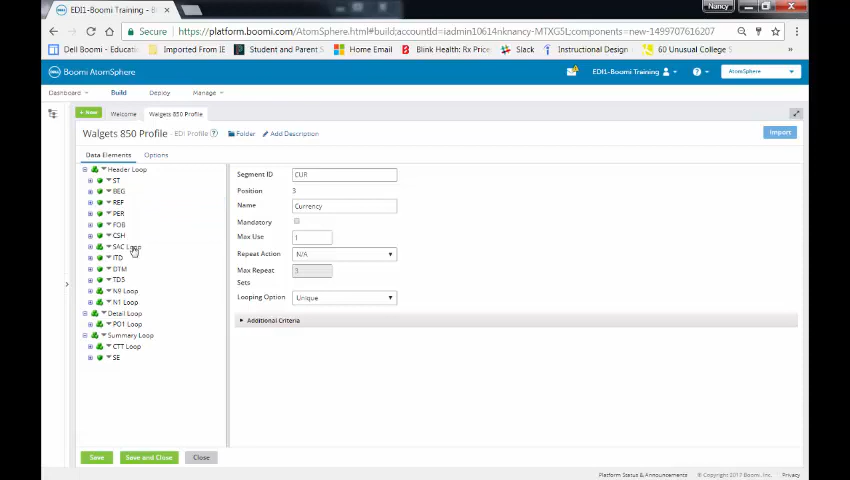 Nancy
EDI1-Boomi Training - B
Secure
https://platform.boomi.com/AtomSphere.html#build;accountId=iadmin10614nknancy-MTXG5L;components=new-1499707616207
Dell Boomi - Educati
Imported From IE
Student and Parent S
Home Email
Blink Health: Rx Pric
Slack
Instructional Design
60 Unusual College S
Boomi AtomSphere
EDI1-Boomi Training
AtomSphere
Dashboard
Build
Deploy
Manage
+ New
Welcome
Walgets 850 Profile
Walgets 850 Profile - EDI Profile
Folder
Add Description
Import
Data Elements
Options
Header Loop
ST
BEG
REF
PER
FOB
CSH
SAC Loop
ITD
DTM
TDS
N9 Loop
N1 Loop
Detail Loop
PO1 Loop
Summary Loop
CTT Loop
SE
Segment ID
CUR
Position
3
Name
Currency
Mandatory
Max Use
1
Repeat Action
N/A
Max Repeat
3
Sets
Looping Option
Unique
Additional Criteria
Save
Save and Close
Close
Platform Status & Announcements
© Copyright 2017 Boomi, Inc.
Privacy